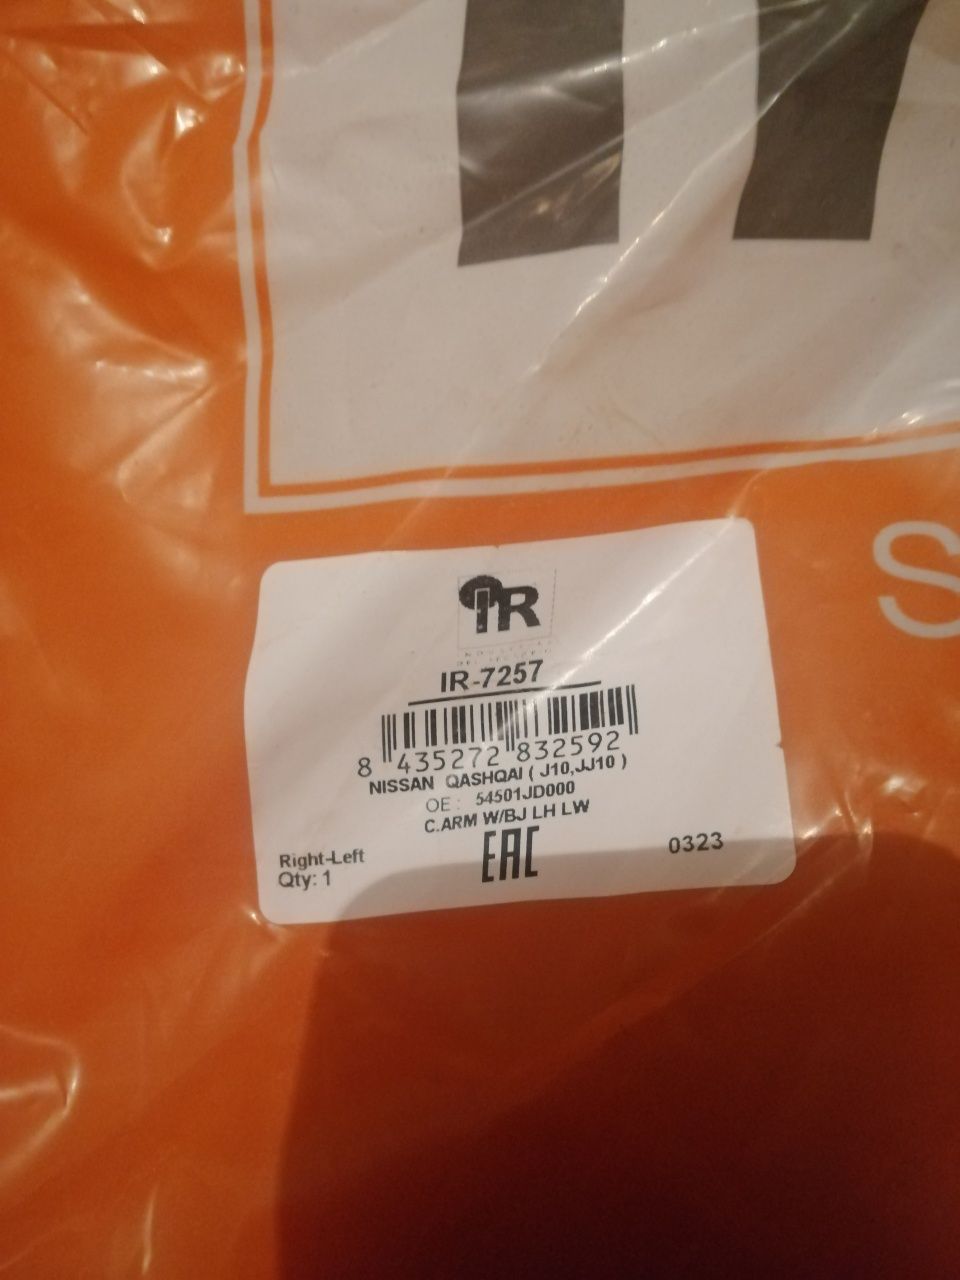 S
IR
IR-7257
8 435272 832592
NISSAN QASHQAI ( J10,JJ10 )
OE : 54501JD000
C.ARM W/BJ LH LW
EAC
Right-Left
Qty: 1
0323